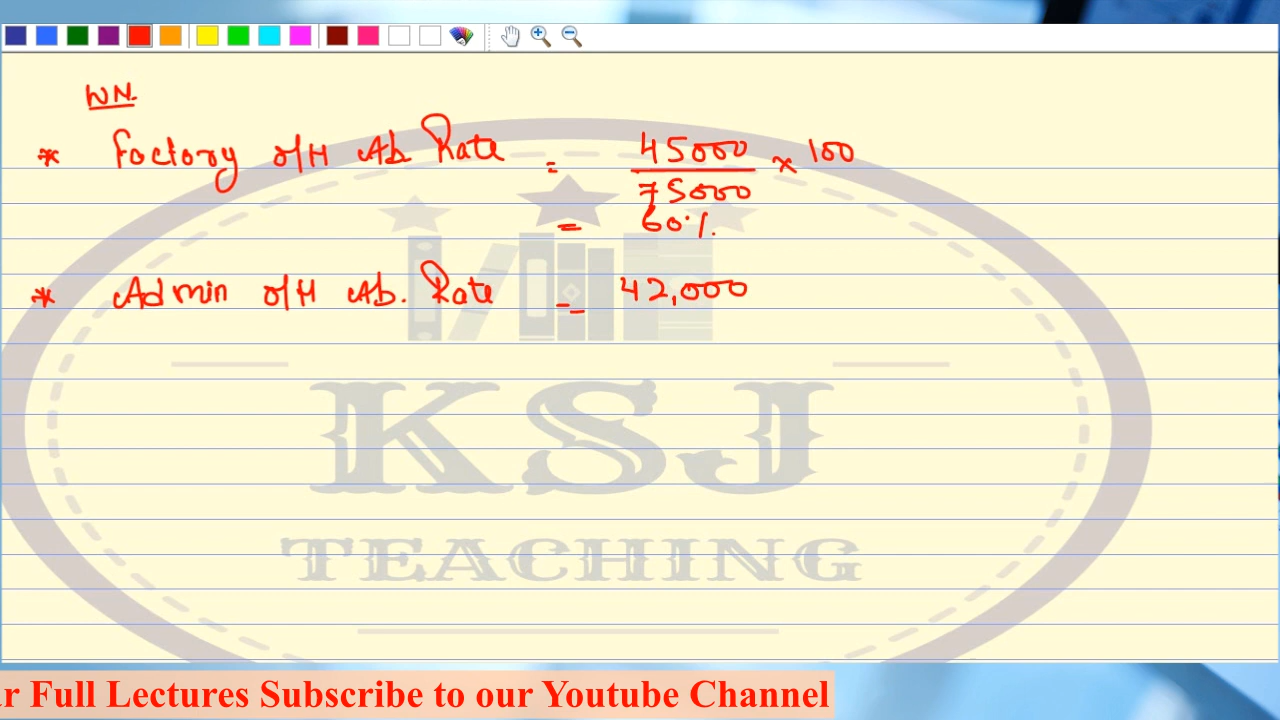 WN.
* Factory o/H Ab Rate = 45000 / 75000 × 100
= 60%.
* Admin o/H Ab. Rate = 42,000
KSJ
TEACHING
r Full Lectures Subscribe to our Youtube Channel